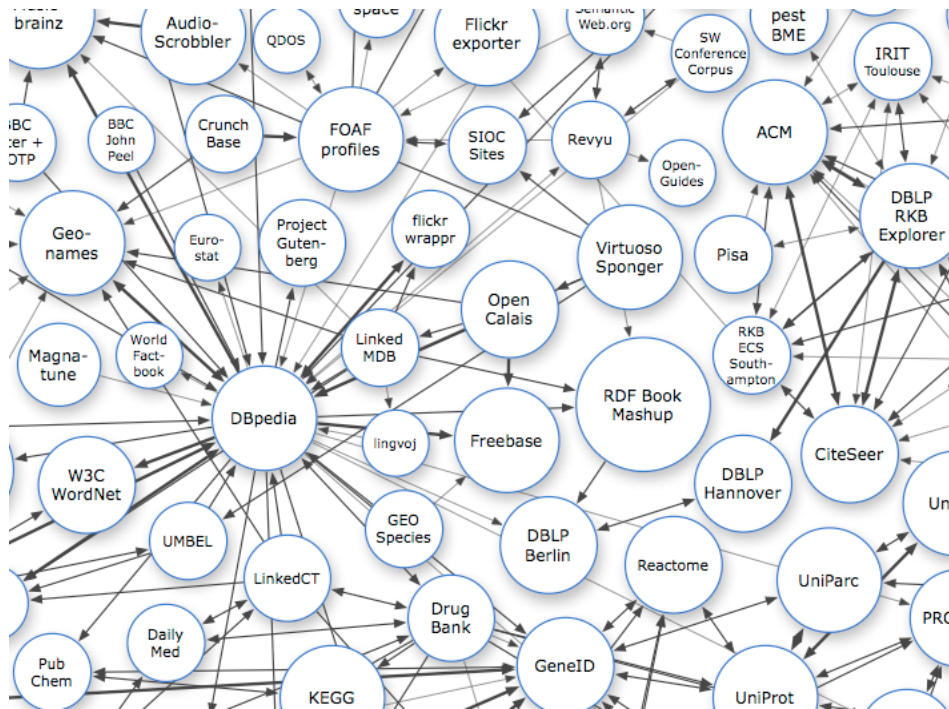 brainz
Audio-
Scrobbler
QDOS
space
Flickr
exporter
Semantic
Web.org
SW
Conference
Corpus
pest
BME
IRIT
Toulouse
BBC
John
Peel
Crunch
Base
FOAF
profiles
SIOC
Sites
Revyu
Open-
Guides
ACM
DBLP
RKB
Explorer
OTP
Geo-
names
Euro-
stat
Project
Guten-
berg
flickr
wrappr
Virtuoso
Sponger
Pisa
Open
Calais
Magna-
tune
World
Fact-
book
Linked
MDB
RKB
ECS
South-
ampton
DBpedia
lingvoj
Freebase
RDF Book
Mashup
CiteSeer
W3C
WordNet
DBLP
Hannover
UMBEL
GEO
Species
DBLP
Berlin
Un
LinkedCT
Reactome
UniParc
Drug
Bank
PRO
Daily
Med
Pub
Chem
KEGG
GeneID
UniProt